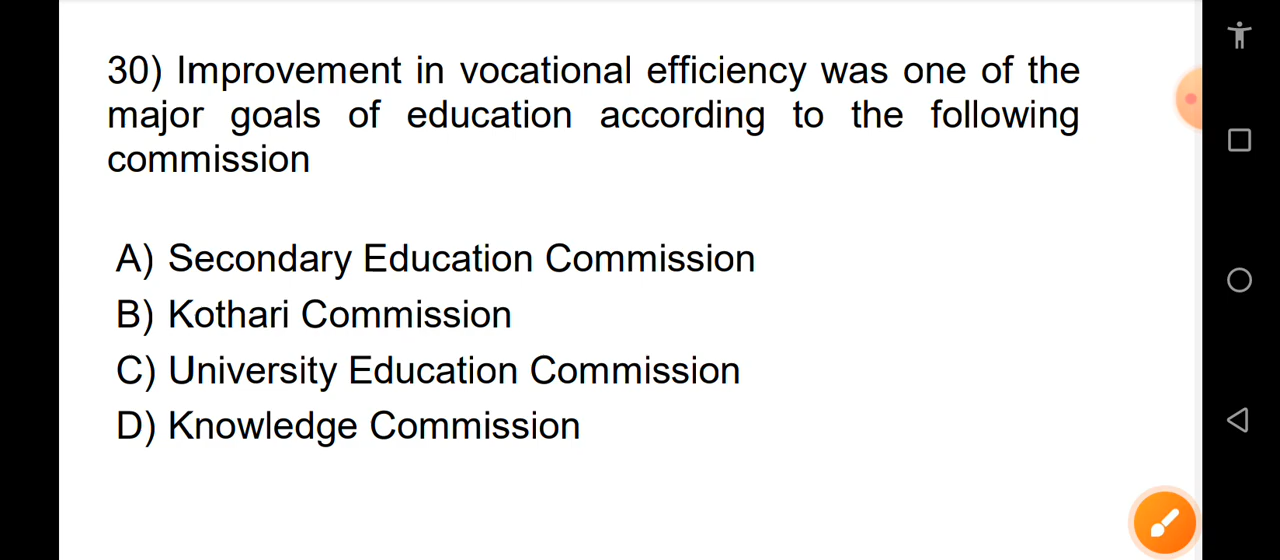 30) Improvement in vocational efficiency was one of the
major goals of education according to the following
commission
A) Secondary Education Commission
B) Kothari Commission
C) University Education Commission
D) Knowledge Commission